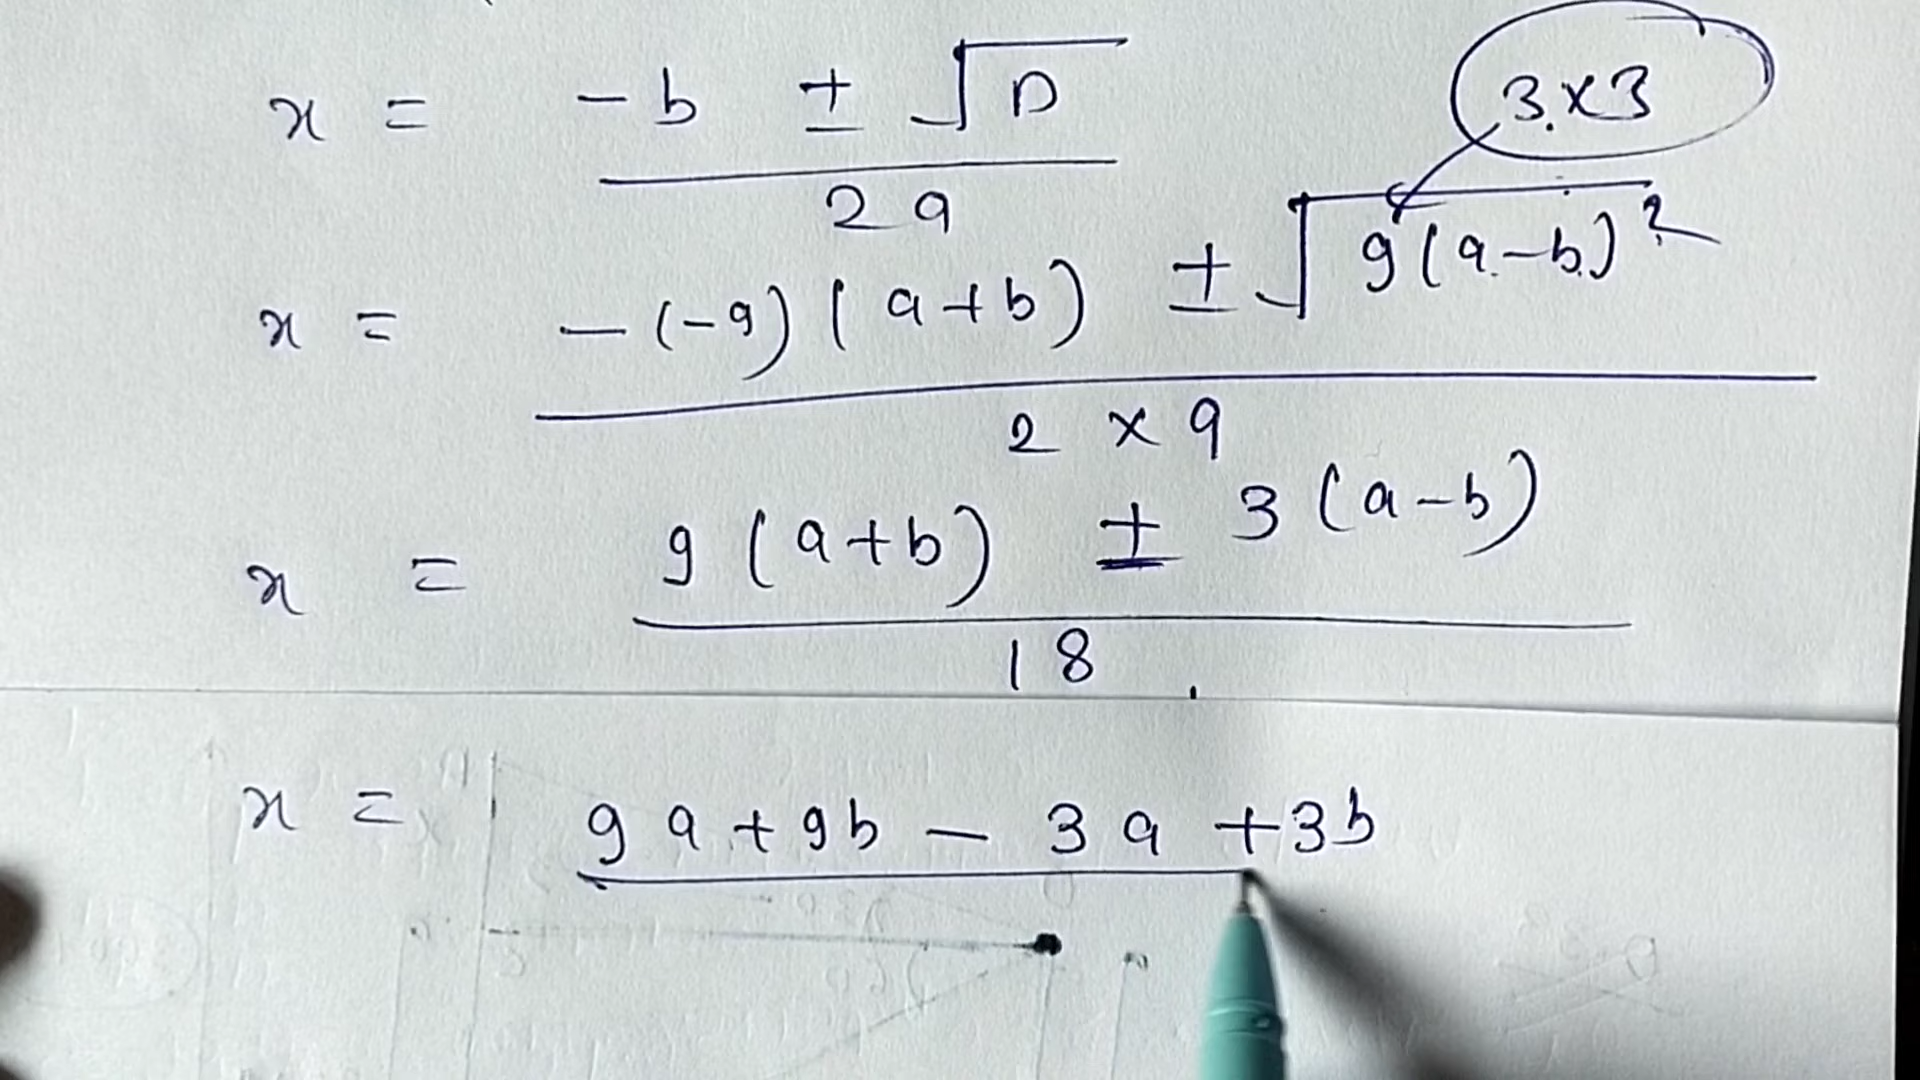 x = (-b ± √D) / 2a
3×3
x = (-(-9)(a+b) ± √(9(a-b)²)) / (2×9)
x = (9(a+b) ± 3(a-b)) / 18
x = 9a+9b-3a+3b